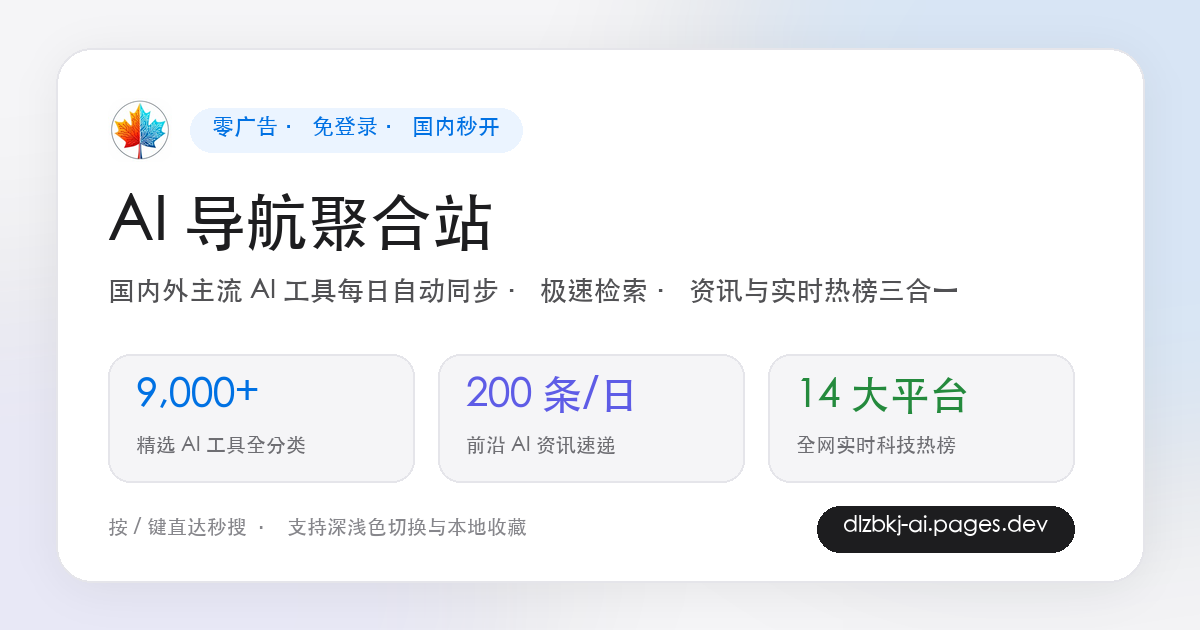 零广告 · 免登录 · 国内秒开
AI 导航聚合站
国内外主流 AI 工具每日自动同步 · 极速检索 · 资讯与实时热榜三合一
9,000+
精选 AI 工具全分类
200 条/日
前沿 AI 资讯速递
14 大平台
全网实时科技热榜
按 / 键直达秒搜 · 支持深浅色切换与本地收藏
dlzbkj-ai.pages.dev